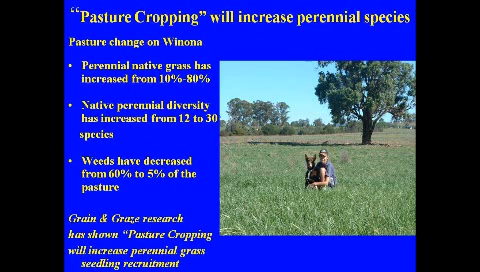 “Pasture Cropping” will increase perennial species
Pasture change on Winona
• Perennial native grass has
increased from 10%-80%
• Native perennial diversity
has increased from 12 to 30
species
• Weeds have decreased
from 60% to 5% of the
pasture
Grain & Graze research
has shown “Pasture Cropping
will increase perennial grass
seedling recruitment